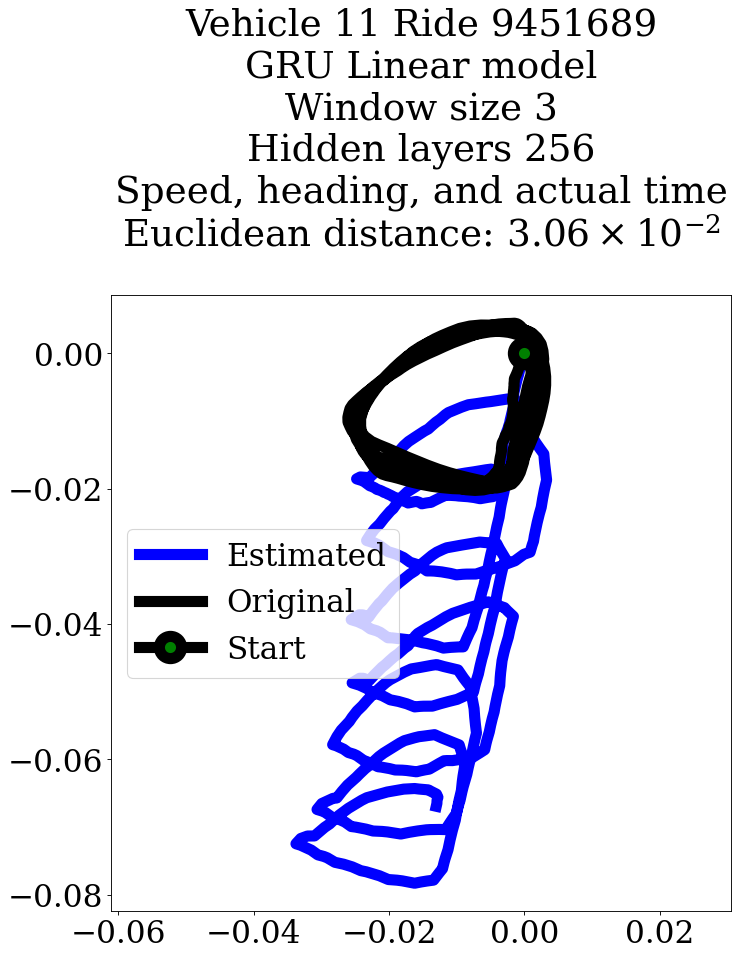 Vehicle 11 Ride 9451689
GRU Linear model
Window size 3
Hidden layers 256
Speed, heading, and actual time
Euclidean distance: 3.06 × 10⁻²
0.00
−0.02
−0.04
−0.06
−0.08
Estimated
Original
Start
−0.06 −0.04 −0.02 0.00 0.02